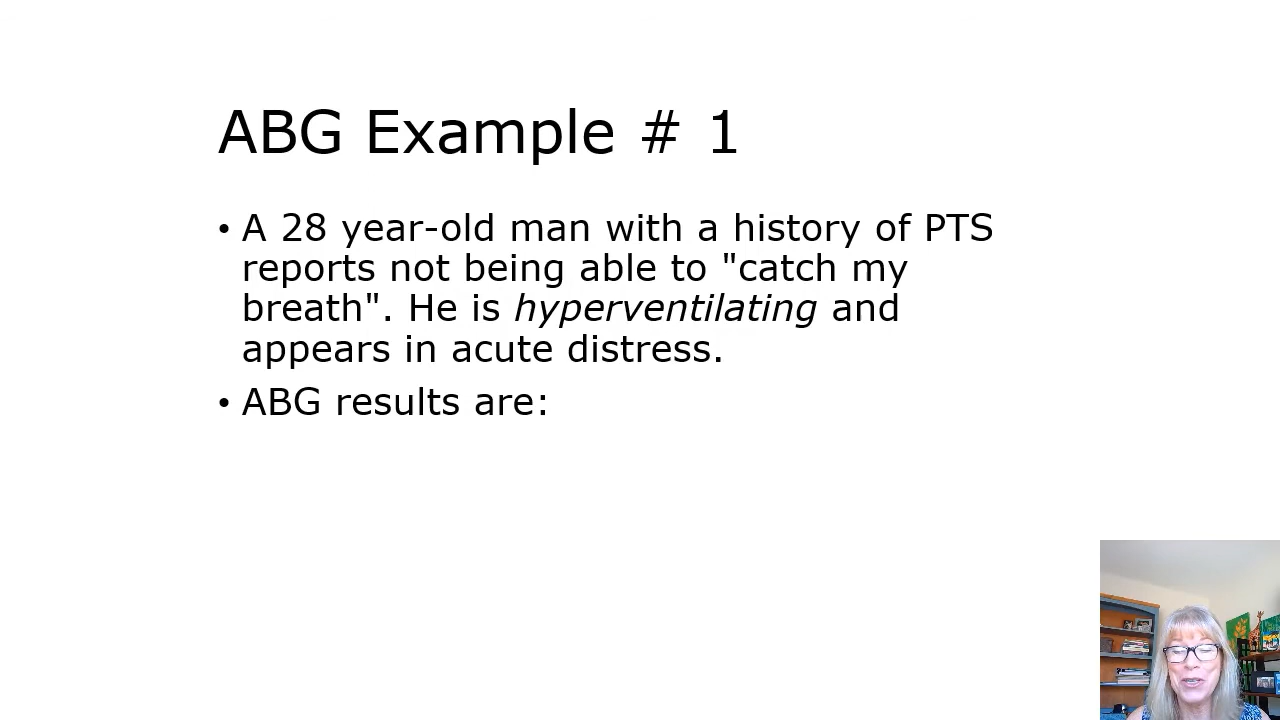 ABG Example # 1
• A 28 year-old man with a history of PTS
reports not being able to "catch my
breath". He is hyperventilating and
appears in acute distress.
• ABG results are: